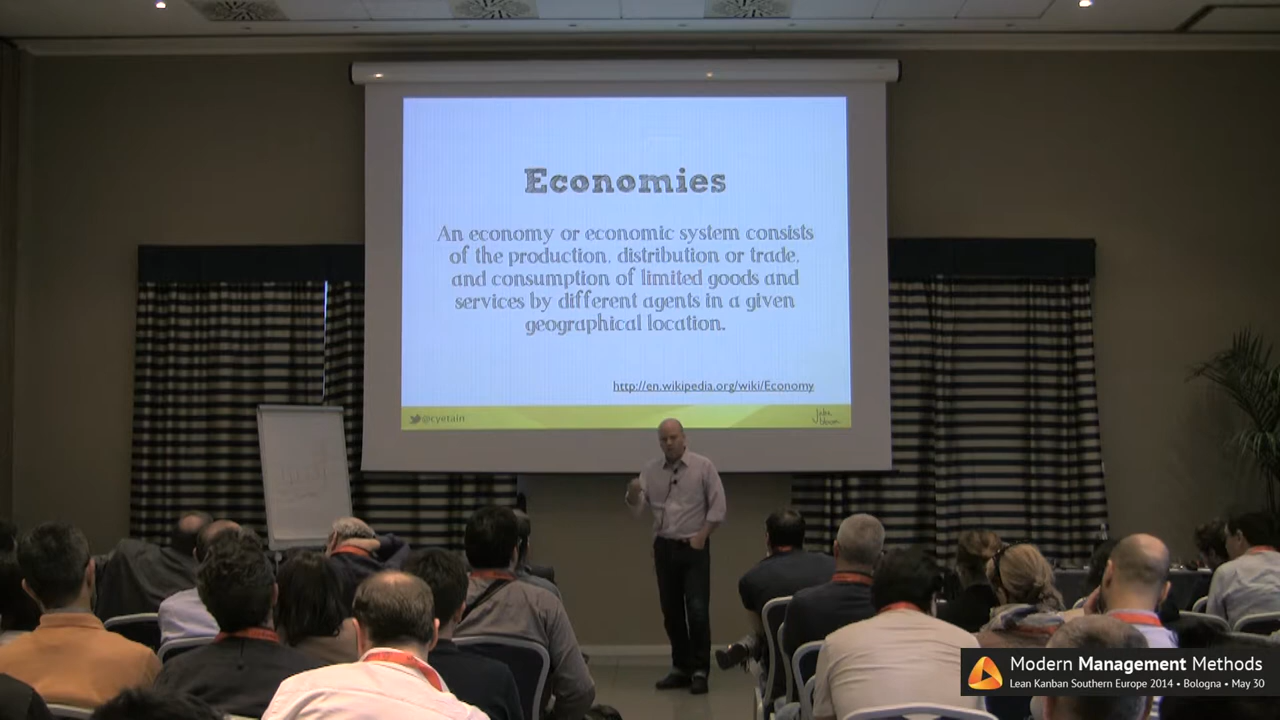 Economies
An economy or economic system consists
of the production, distribution or trade,
and consumption of limited goods and
services by different agents in a given
geographical location.
http://en.wikipedia.org/wiki/Economy
@cyetain
Modern Management Methods
Lean Kanban Southern Europe 2014 • Bologna • May 30